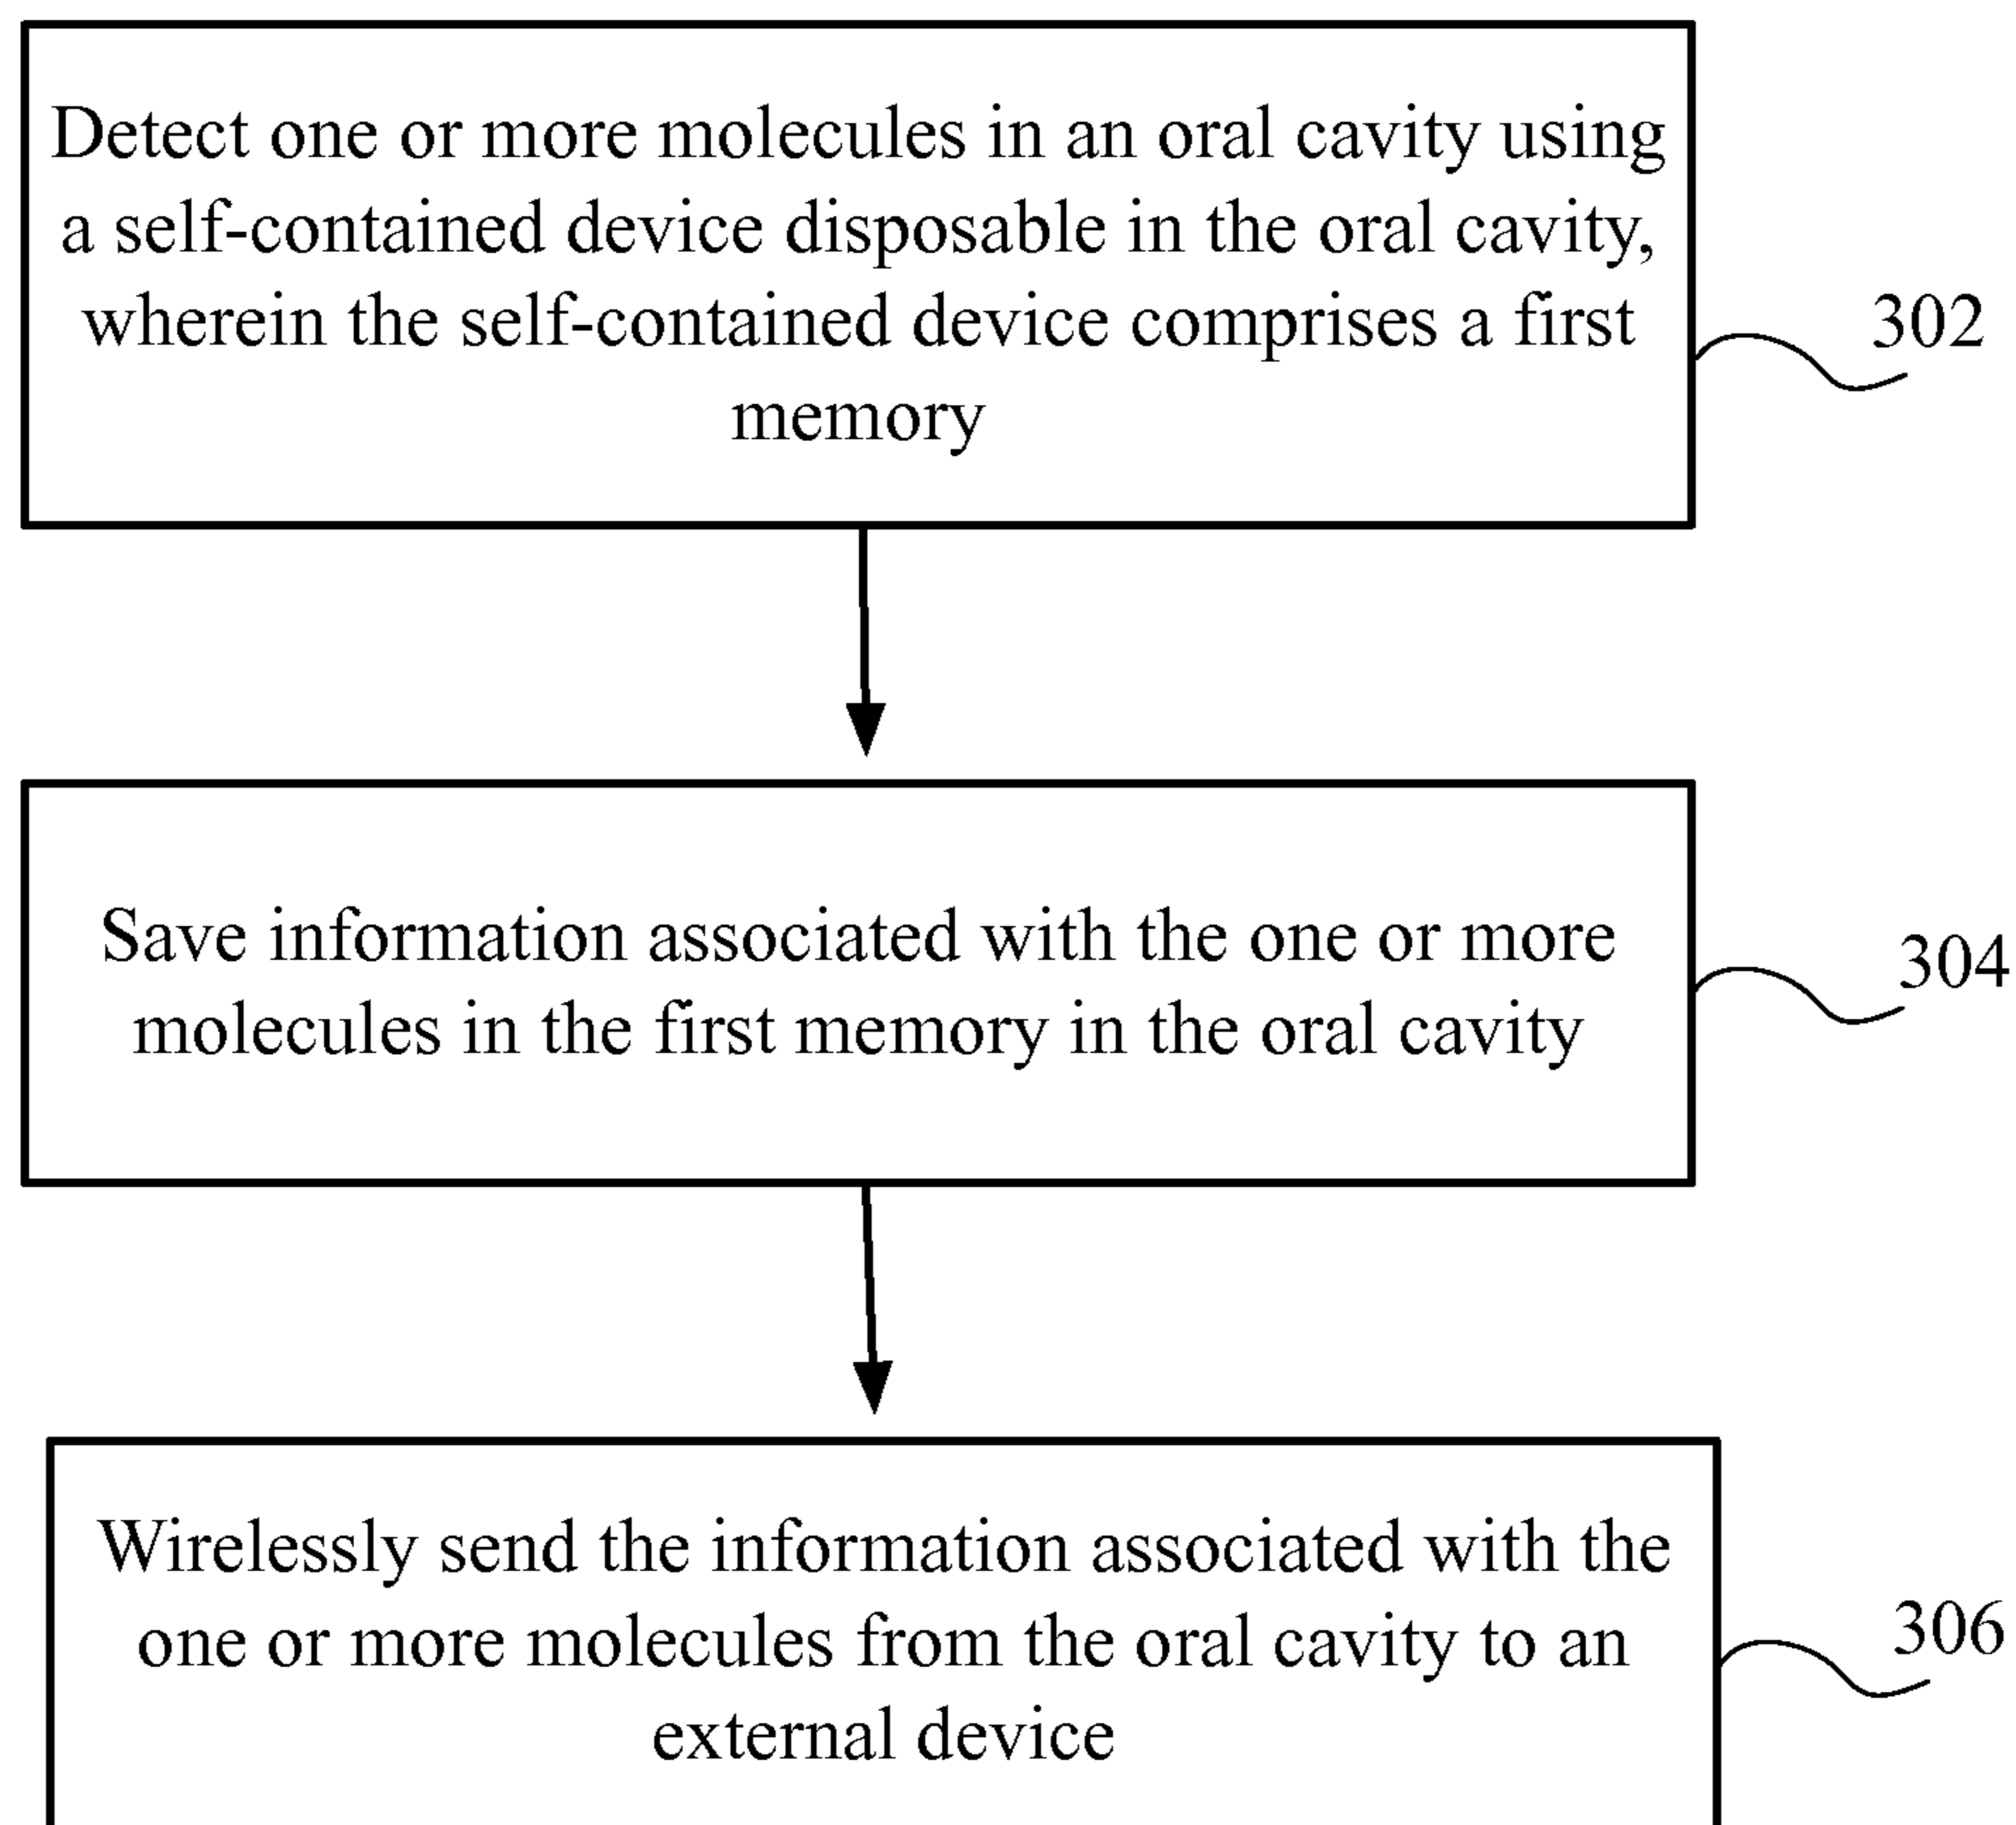 Detect one or more molecules in an oral cavity using
a self-contained device disposable in the oral cavity,
wherein the self-contained device comprises a first
memory
302
Save information associated with the one or more
molecules in the first memory in the oral cavity
304
Wirelessly send the information associated with the
one or more molecules from the oral cavity to an
external device
306